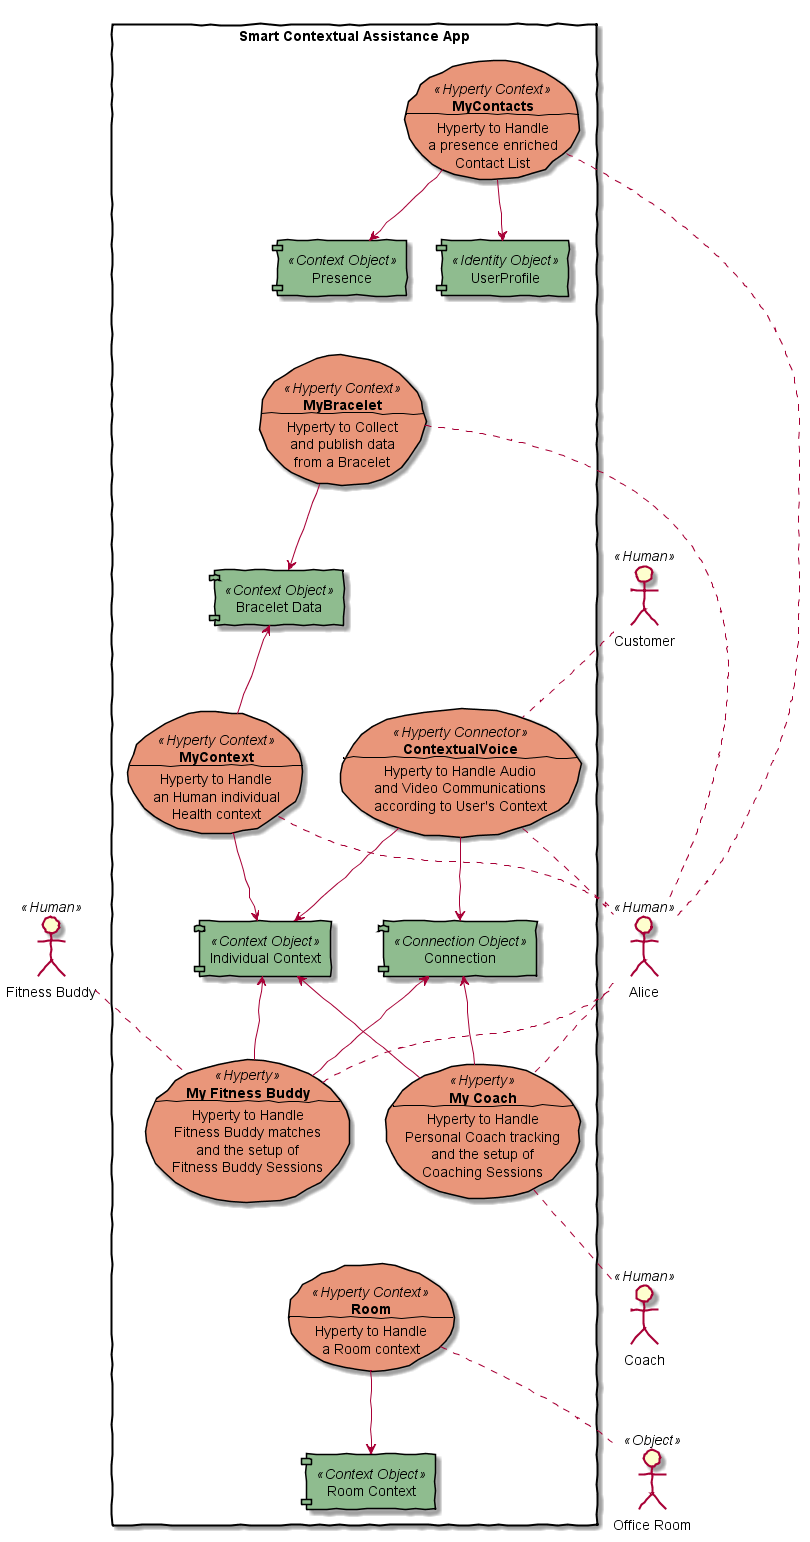 Smart Contextual Assistance App
«Hyperty Context»
MyContacts
Hyperty to Handle
a presence enriched
Contact List
«Context Object»
Presence
«Identity Object»
UserProfile
«Hyperty Context»
MyBracelet
Hyperty to Collect
and publish data
from a Bracelet
«Context Object»
Bracelet Data
«Human»
Customer
«Hyperty Context»
MyContext
Hyperty to Handle
an Human individual
Health context
«Hyperty Connector»
ContextualVoice
Hyperty to Handle Audio
and Video Communications
according to User's Context
«Human»
Fitness Buddy
«Context Object»
Individual Context
«Connection Object»
Connection
«Human»
Alice
«Hyperty»
My Fitness Buddy
Hyperty to Handle
Fitness Buddy matches
and the setup of
Fitness Buddy Sessions
«Hyperty»
My Coach
Hyperty to Handle
Personal Coach tracking
and the setup of
Coaching Sessions
«Human»
Coach
«Hyperty Context»
Room
Hyperty to Handle
a Room context
«Object»
Office Room
«Context Object»
Room Context